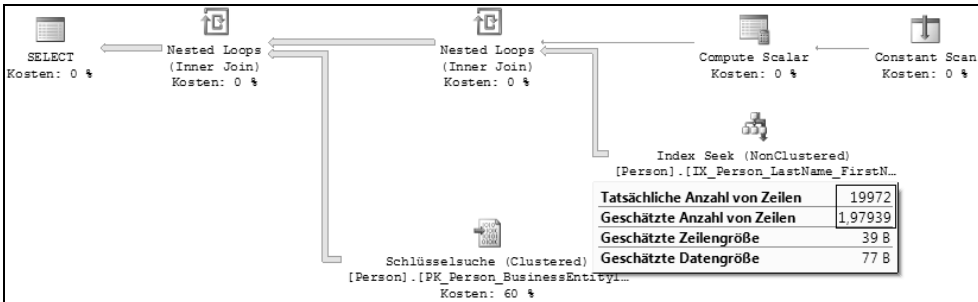 SELECT
Kosten: 0 %
Nested Loops
(Inner Join)
Kosten: 0 %
Nested Loops
(Inner Join)
Kosten: 0 %
Compute Scalar
Kosten: 0 %
Constant Scan
Kosten: 0 %
Index Seek (NonClustered)
[Person].[IX_Person_LastName_FirstN…
Tatsächliche Anzahl von Zeilen 19972
Geschätzte Anzahl von Zeilen 1,97939
Geschätzte Zeilengröße 39 B
Geschätzte Datengröße 77 B
Schlüsselsuche (Clustered)
[Person].[PK_Person_BusinessEntityI…
Kosten: 60 %